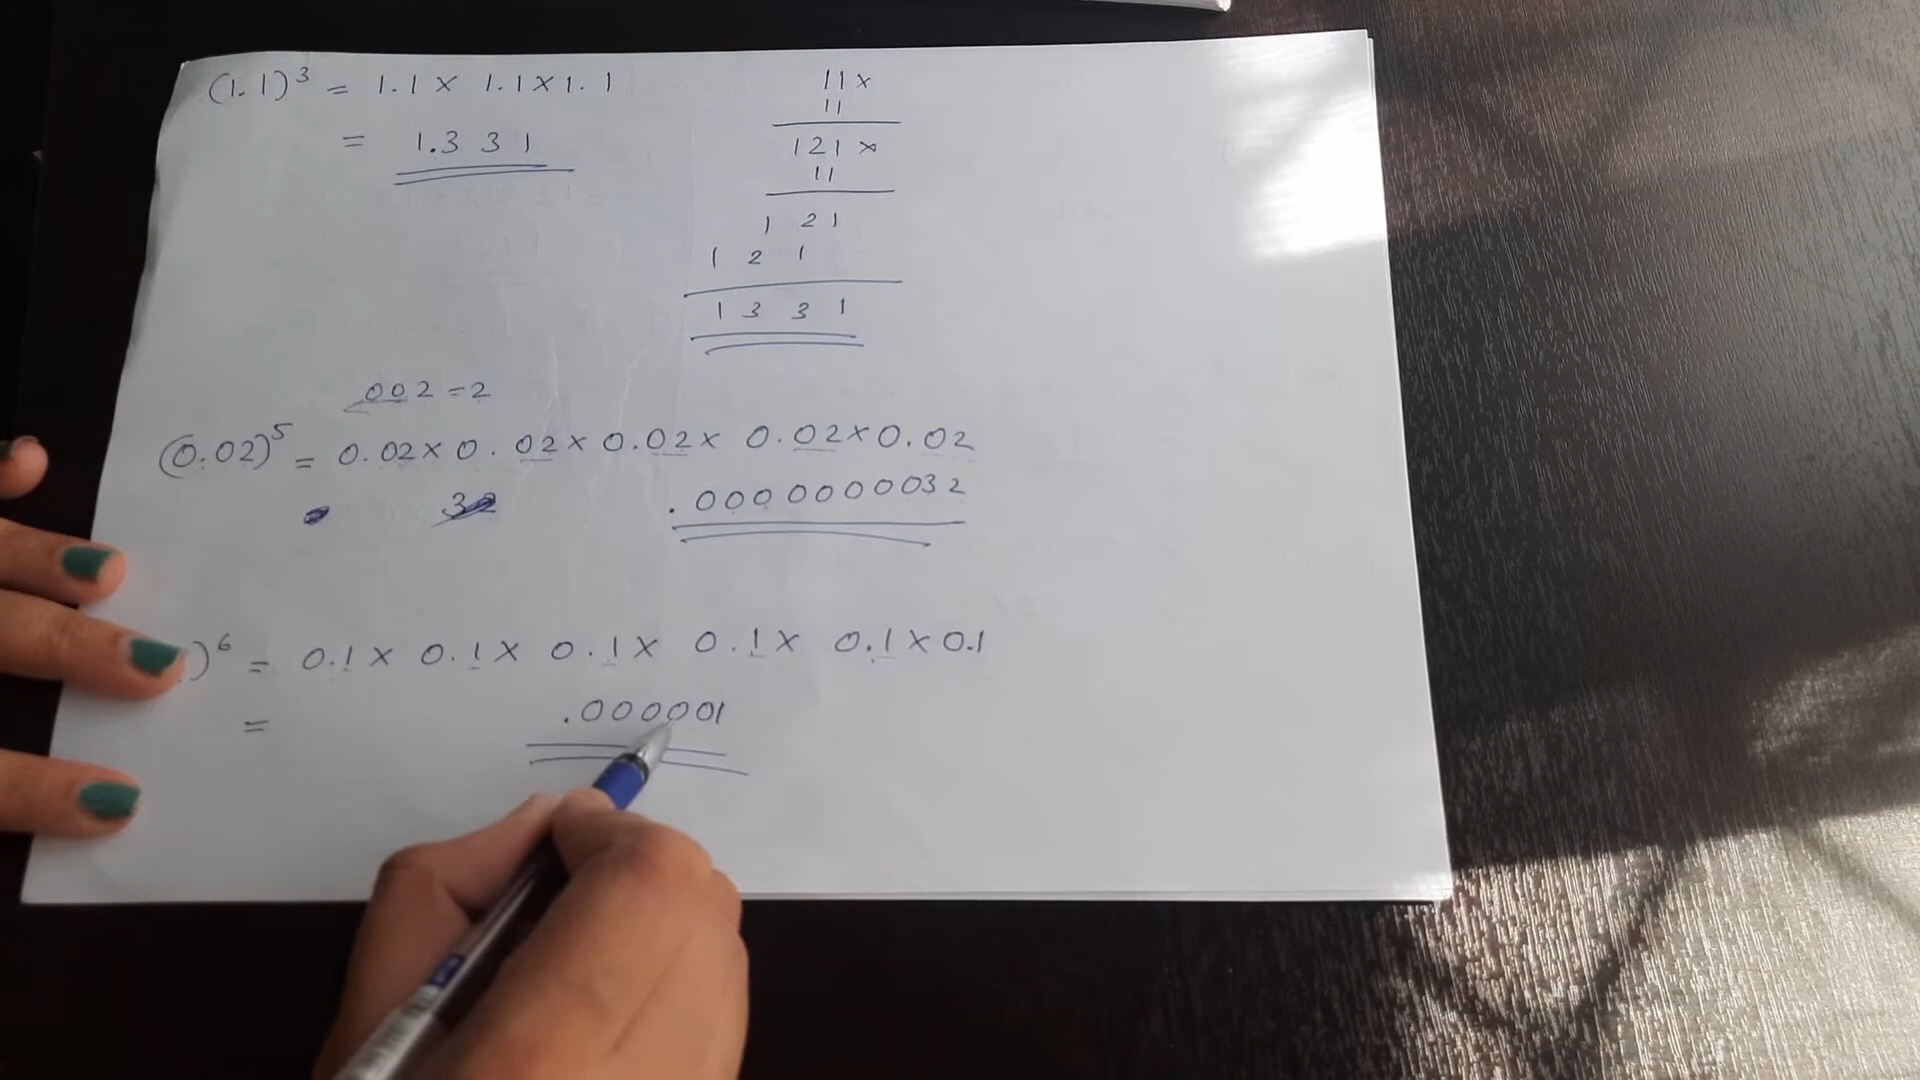 (1.1)³ = 1.1 × 1.1 × 1.1
= 1.331
11 ×
11
121 ×
11
121
121
1331
002 = 2
(0.02)⁵ = 0.02 × 0.02 × 0.02 × 0.02 × 0.02
32
.0000000032
)⁶ = 0.1 × 0.1 × 0.1 × 0.1 × 0.1 × 0.1
= .000001